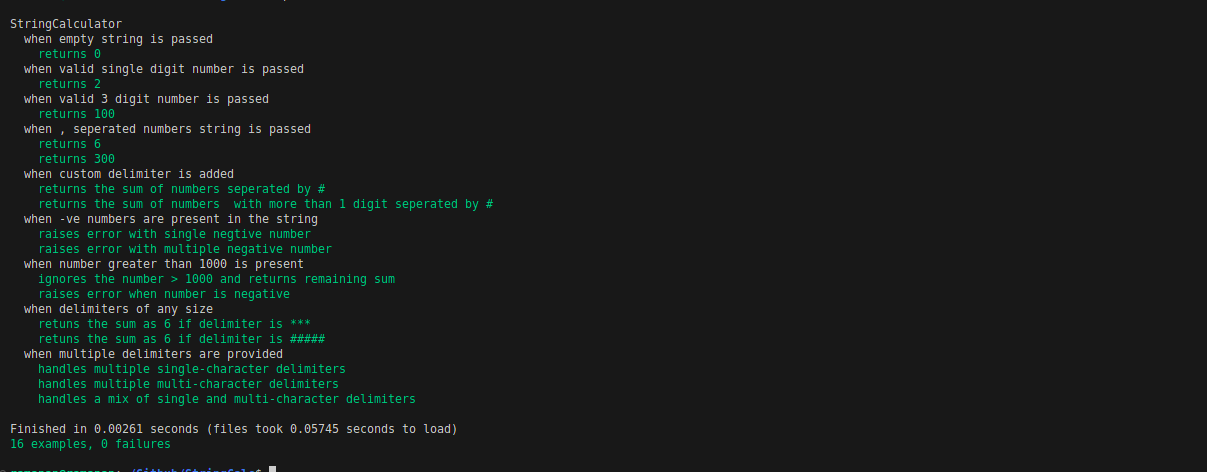 StringCalculator
  when empty string is passed
    returns 0
  when valid single digit number is passed
    returns 2
  when valid 3 digit number is passed
    returns 100
  when , seperated numbers string is passed
    returns 6
    returns 300
  when custom delimiter is added
    returns the sum of numbers seperated by #
    returns the sum of numbers  with more than 1 digit seperated by #
  when -ve numbers are present in the string
    raises error with single negtive number
    raises error with multiple negative number
  when number greater than 1000 is present
    ignores the number > 1000 and returns remaining sum
    raises error when number is negative
  when delimiters of any size
    retuns the sum as 6 if delimiter is ***
    retuns the sum as 6 if delimiter is #####
  when multiple delimiters are provided
    handles multiple single-character delimiters
    handles multiple multi-character delimiters
    handles a mix of single and multi-character delimiters
Finished in 0.00261 seconds (files took 0.05745 seconds to load)
16 examples, 0 failures